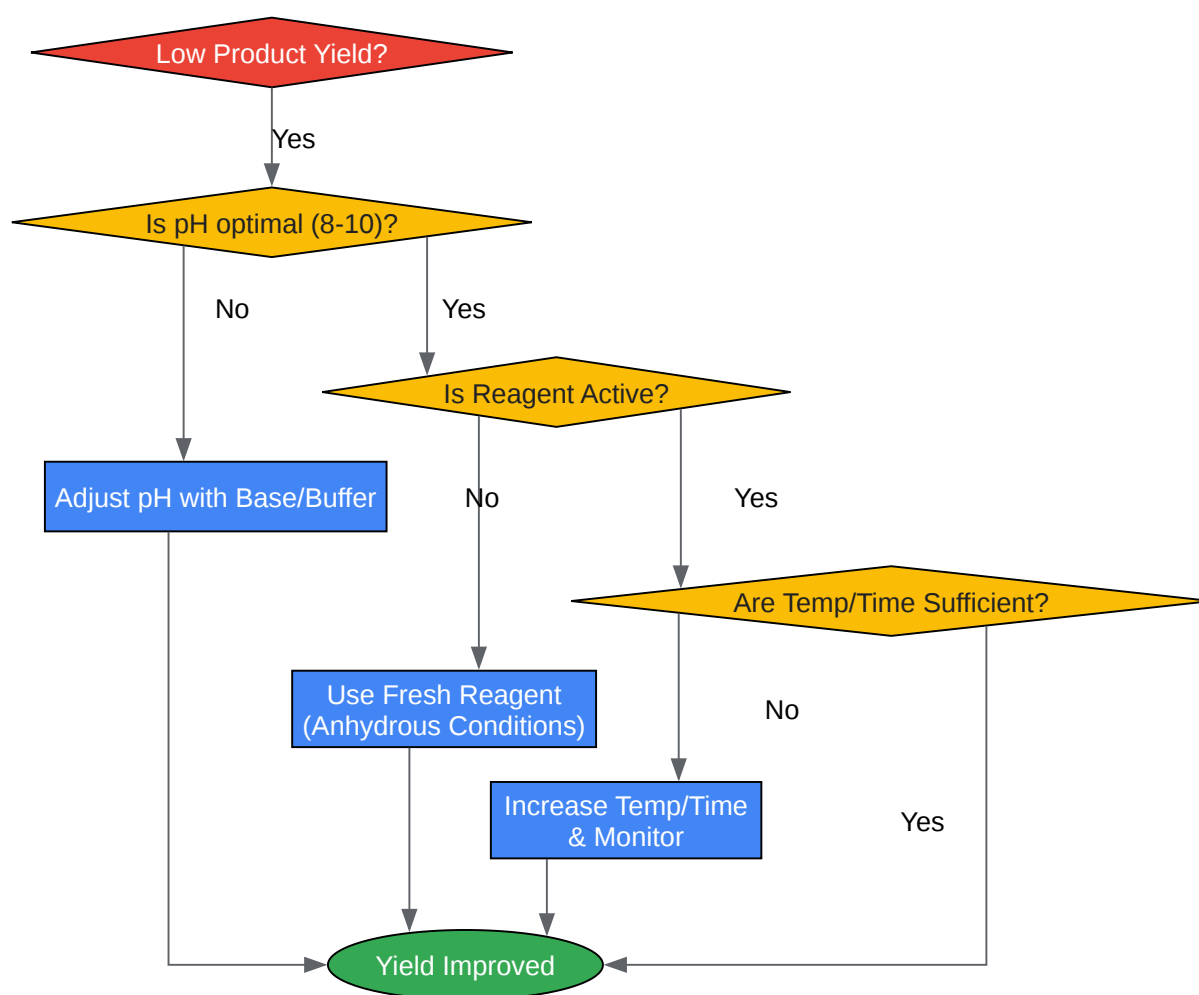 Low Product Yield?
Yes
Is pH optimal (8-10)?
No
Yes
Is Reagent Active?
Adjust pH with Base/Buffer
No
Yes
Are Temp/Time Sufficient?
Use Fresh Reagent
(Anhydrous Conditions)
No
Increase Temp/Time
& Monitor
Yes
Yield Improved